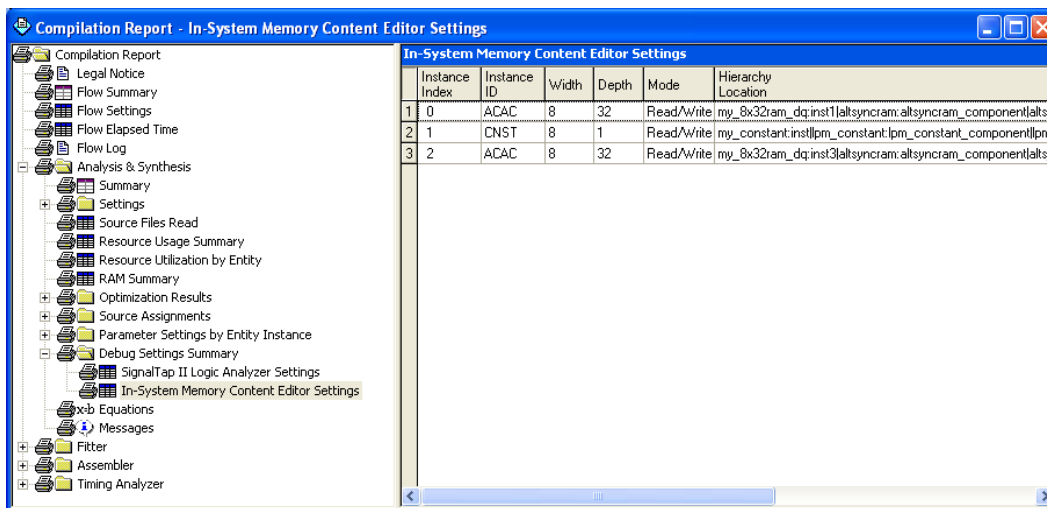 Compilation Report - In-System Memory Content Editor Settings
Compilation Report
Legal Notice
Flow Summary
Flow Settings
Flow Elapsed Time
Flow Log
Analysis & Synthesis
Summary
Settings
Source Files Read
Resource Usage Summary
Resource Utilization by Entity
RAM Summary
Optimization Results
Source Assignments
Parameter Settings by Entity Instance
Debug Settings Summary
SignalTap II Logic Analyzer Settings
In-System Memory Content Editor Settings
x=b Equations
Messages
Fitter
Assembler
Timing Analyzer
In-System Memory Content Editor Settings
Instance Index Instance ID Width Depth Mode Hierarchy Location
1 0 ACAC 8 32 Read/Write my_8x32ram_dq:inst1|altsyncram:altsyncram_component|alts
2 1 CNST 8 1 Read/Write my_constant:inst|lpm_constant:lpm_constant_component|lpn
3 2 ACAC 8 32 Read/Write my_8x32ram_dq:inst3|altsyncram:altsyncram_component|alts